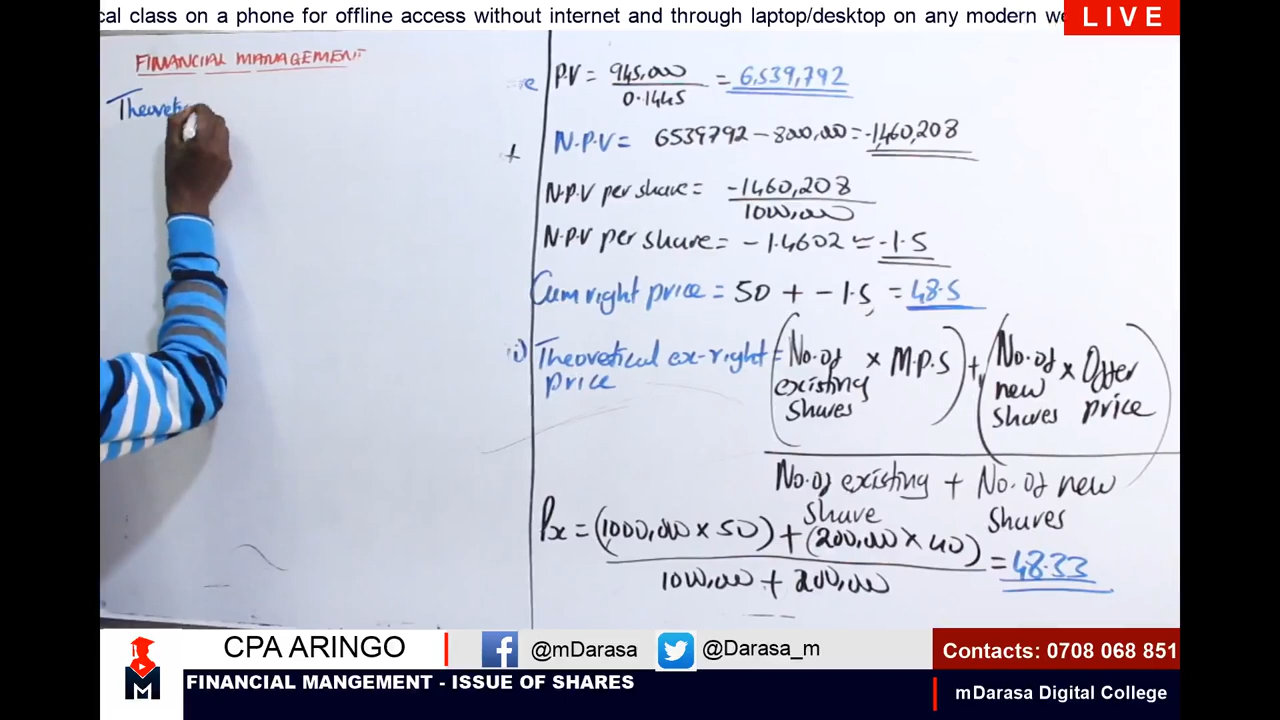 cal class on a phone for offline access without internet and through laptop/desktop on any modern we
LIVE
FINANCIAL MANAGEMENT
Theoreti
P.V = 945,000 / 0.1445 = 6,539,792
+ N.P.V = 6539792 - 800,000 = -1,460,208
N.P.V per share = -1460,208 / 1000,000
N.P.V per share = -1.4602 = -1.5
Cum right price = 50 + -1.5 = 48.5
i) Theoretical ex-right price = (No. of existing shares x M.P.S) + (No. of new shares x Offer price)
No. of existing share + No. of new shares
Px = (1000,000 x 50) + (200,000 x 40) = 48.33
1000,000 + 200,000
CPA ARINGO
@mDarasa
@Darasa_m
Contacts: 0708 068 851
M
FINANCIAL MANGEMENT - ISSUE OF SHARES
mDarasa Digital College